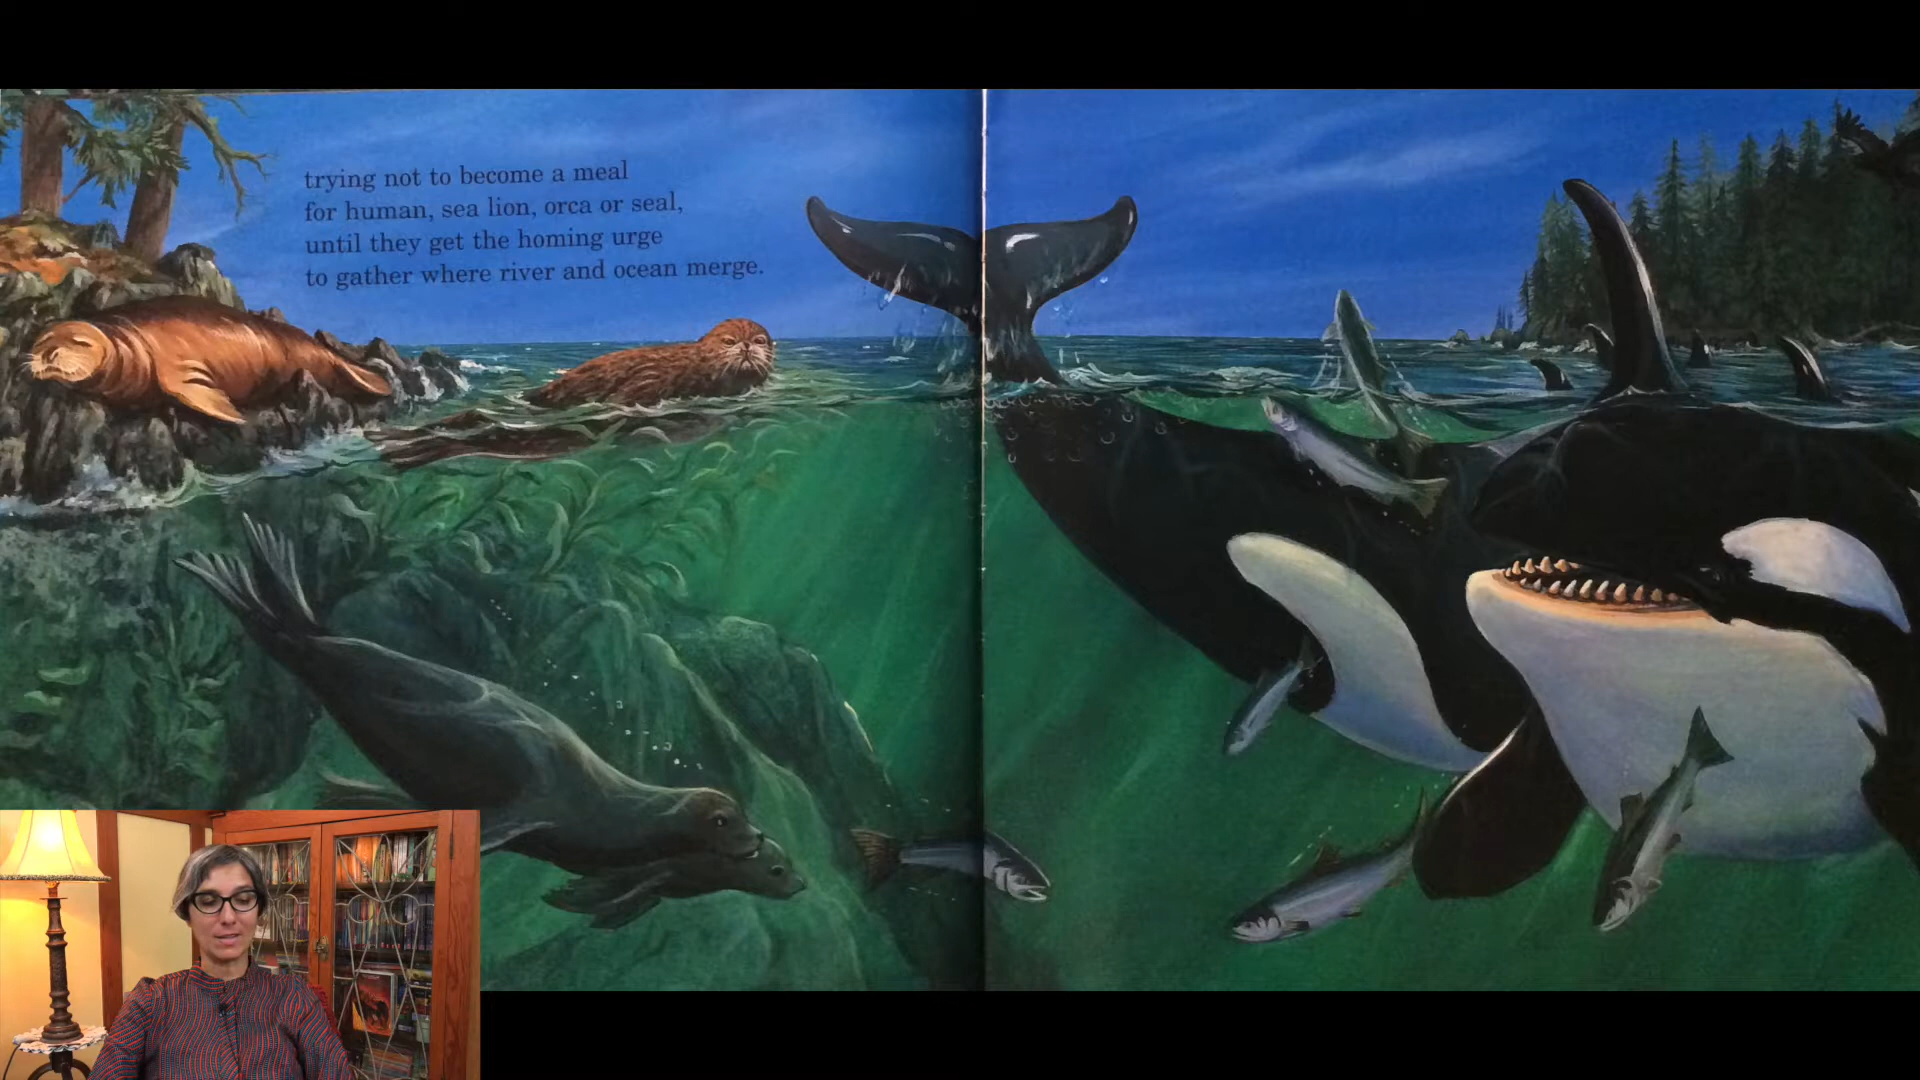 trying not to become a meal
for human, sea lion, orca or seal,
until they get the homing urge
to gather where river and ocean merge.